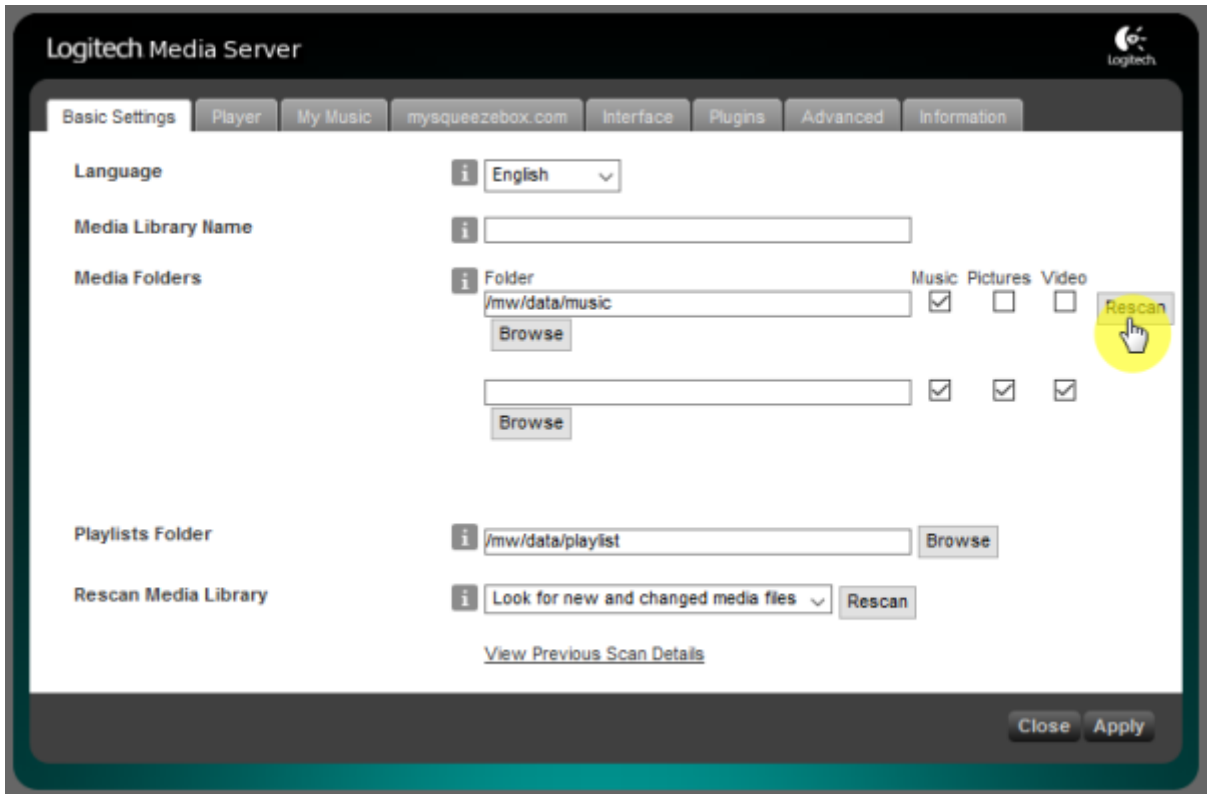 Logitech Media Server
Logitech
Basic Settings Player My Music mysqueezebox.com Interface Plugins Advanced Information
Language i English
Media Library Name i
Media Folders i Folder Music Pictures Video
/mw/data/music Rescan
Browse
Browse
Playlists Folder i /mw/data/playlist Browse
Rescan Media Library i Look for new and changed media files Rescan
View Previous Scan Details
Close Apply